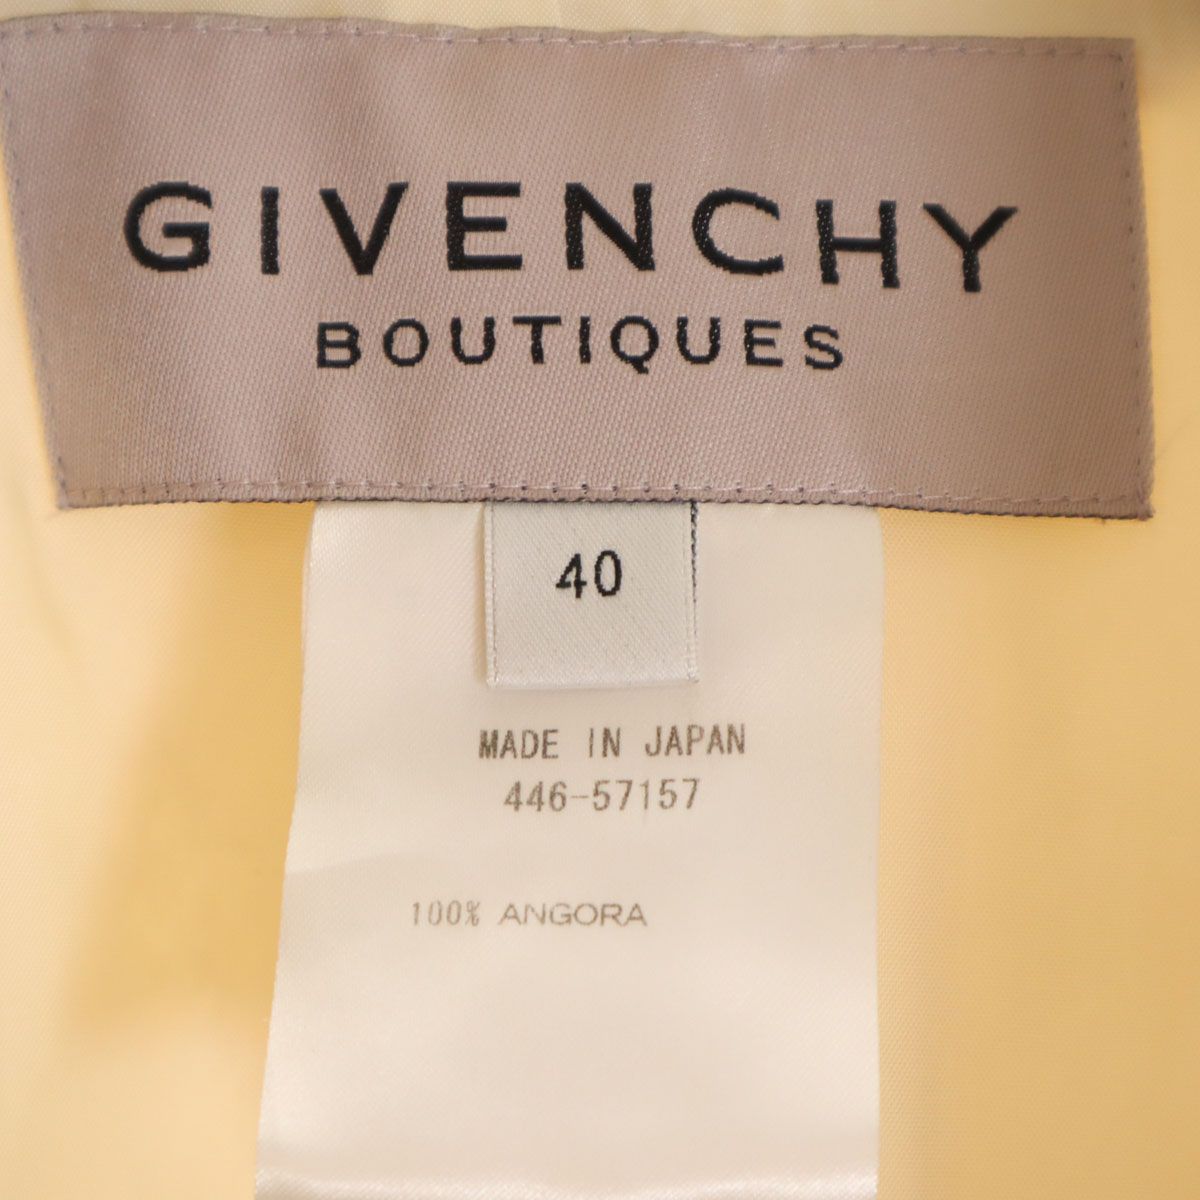 GIVENCHY
BOUTIQUES
40
MADE IN JAPAN
446-57157
100% ANGORA